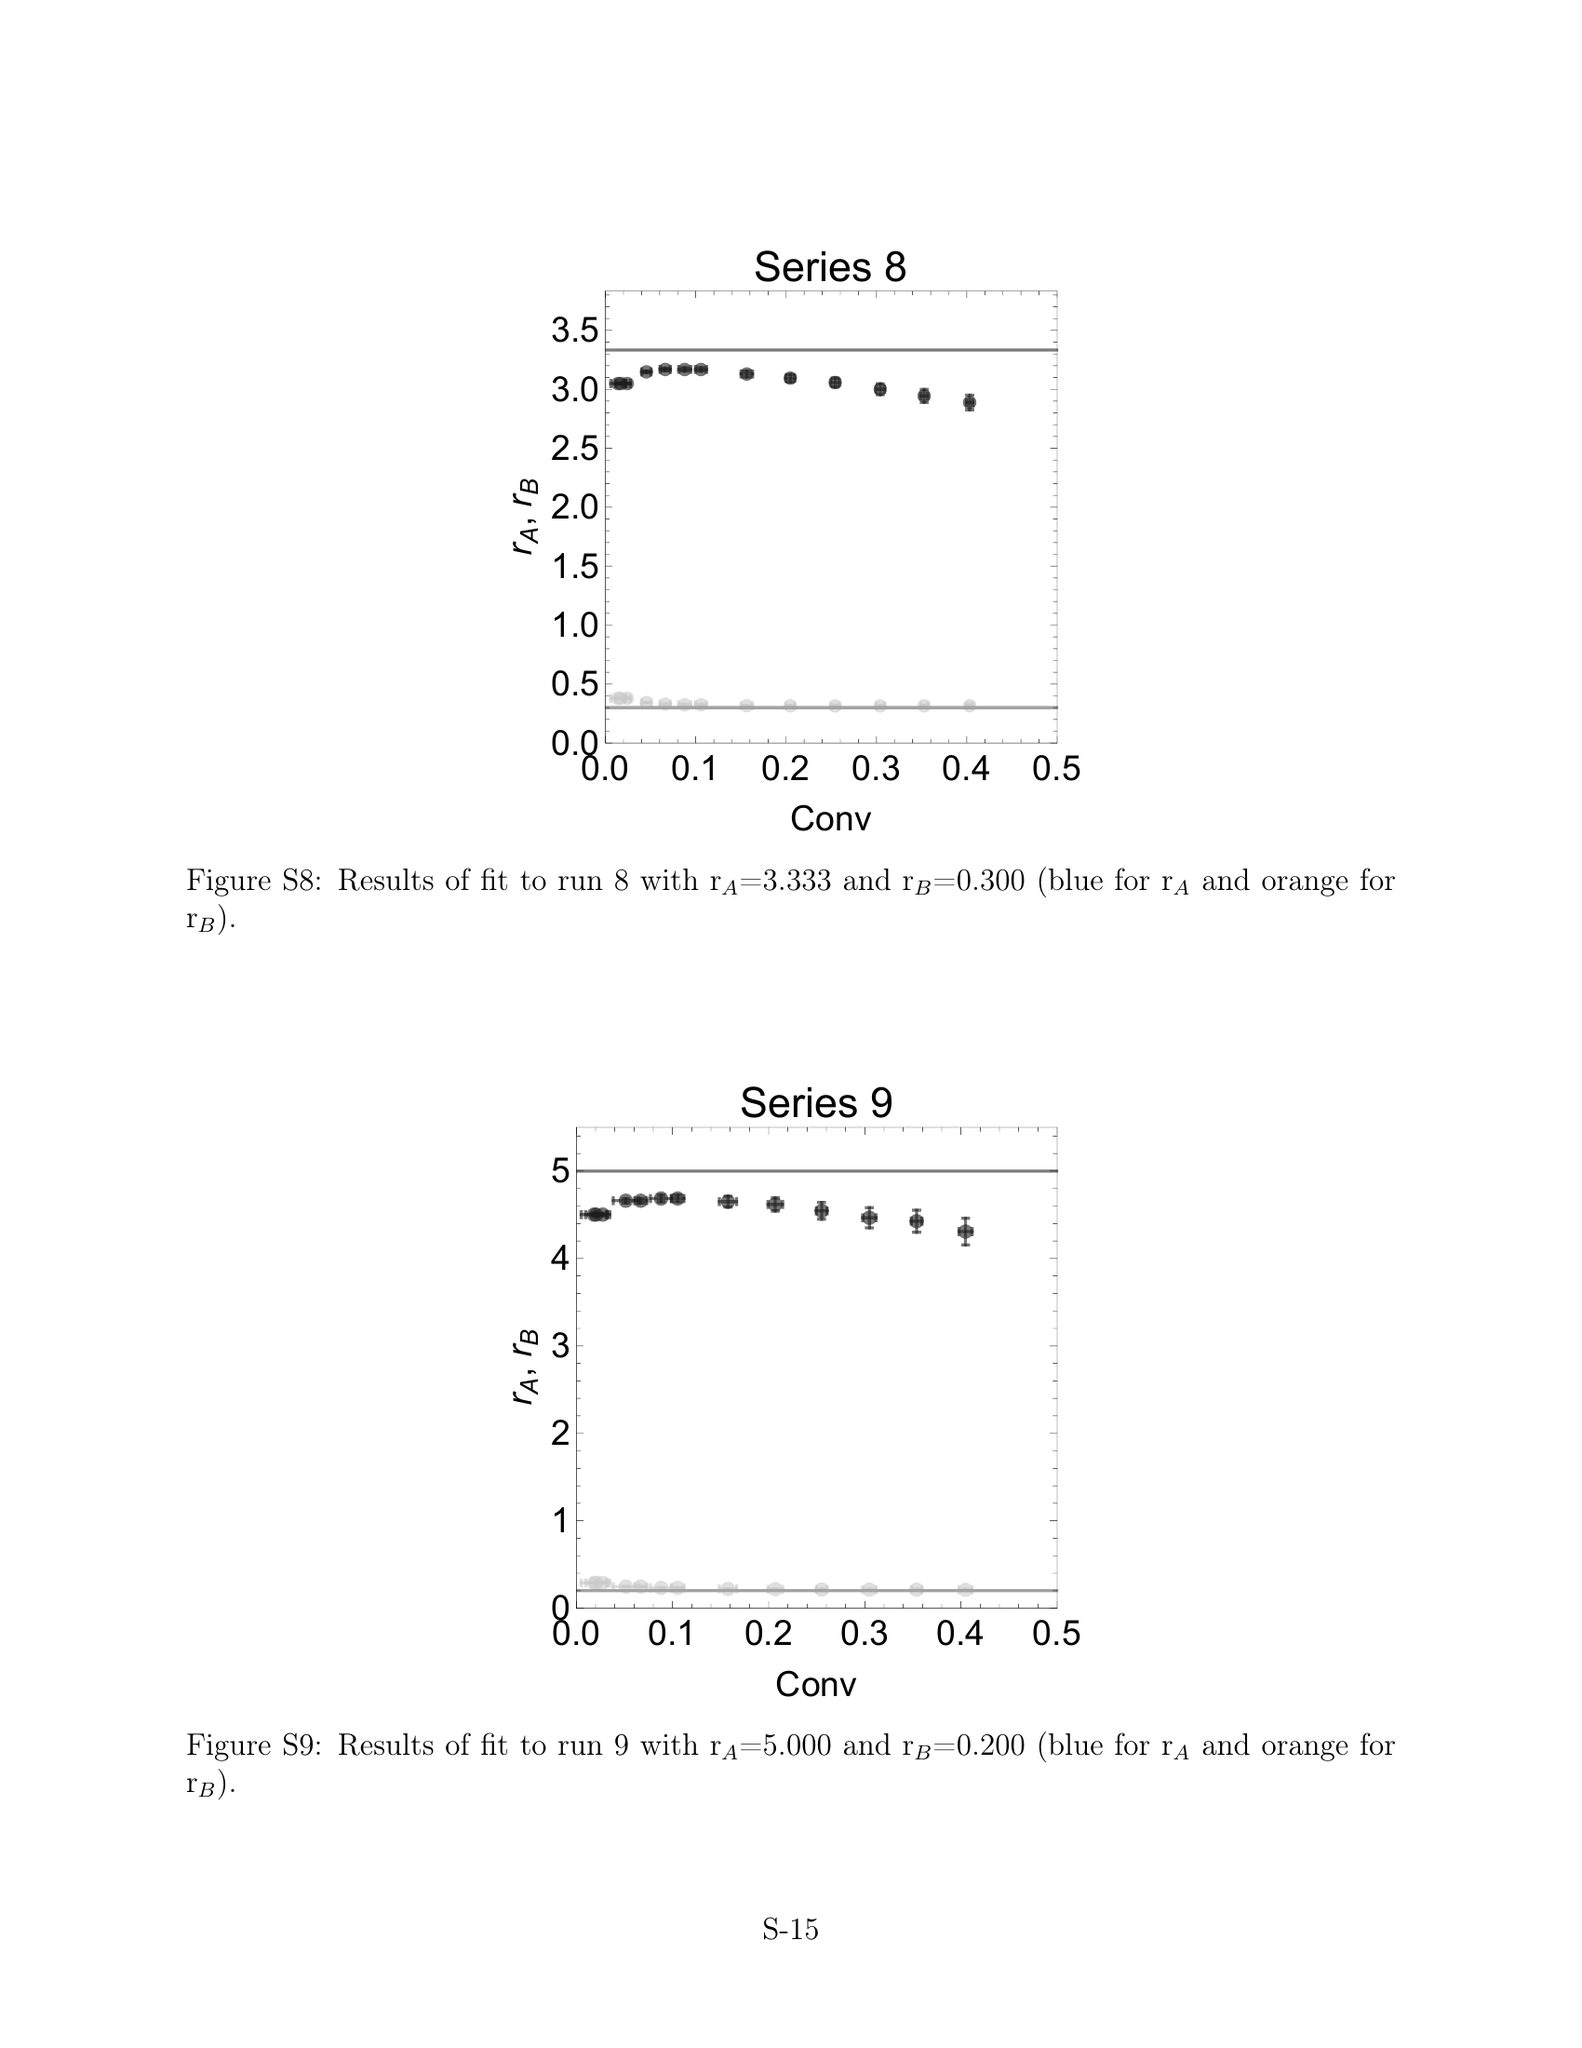 Series 8
3.5
3.0
2.5
2.0
1.5
1.0
0.5
0.0
r_A, r_B
0.0 0.1 0.2 0.3 0.4 0.5
Conv
Figure S8: Results of fit to run 8 with r_A=3.333 and r_B=0.300 (blue for r_A and orange for
r_B).
Series 9
5
4
3
2
1
0
r_A, r_B
0.0 0.1 0.2 0.3 0.4 0.5
Conv
Figure S9: Results of fit to run 9 with r_A=5.000 and r_B=0.200 (blue for r_A and orange for
r_B).
S-15